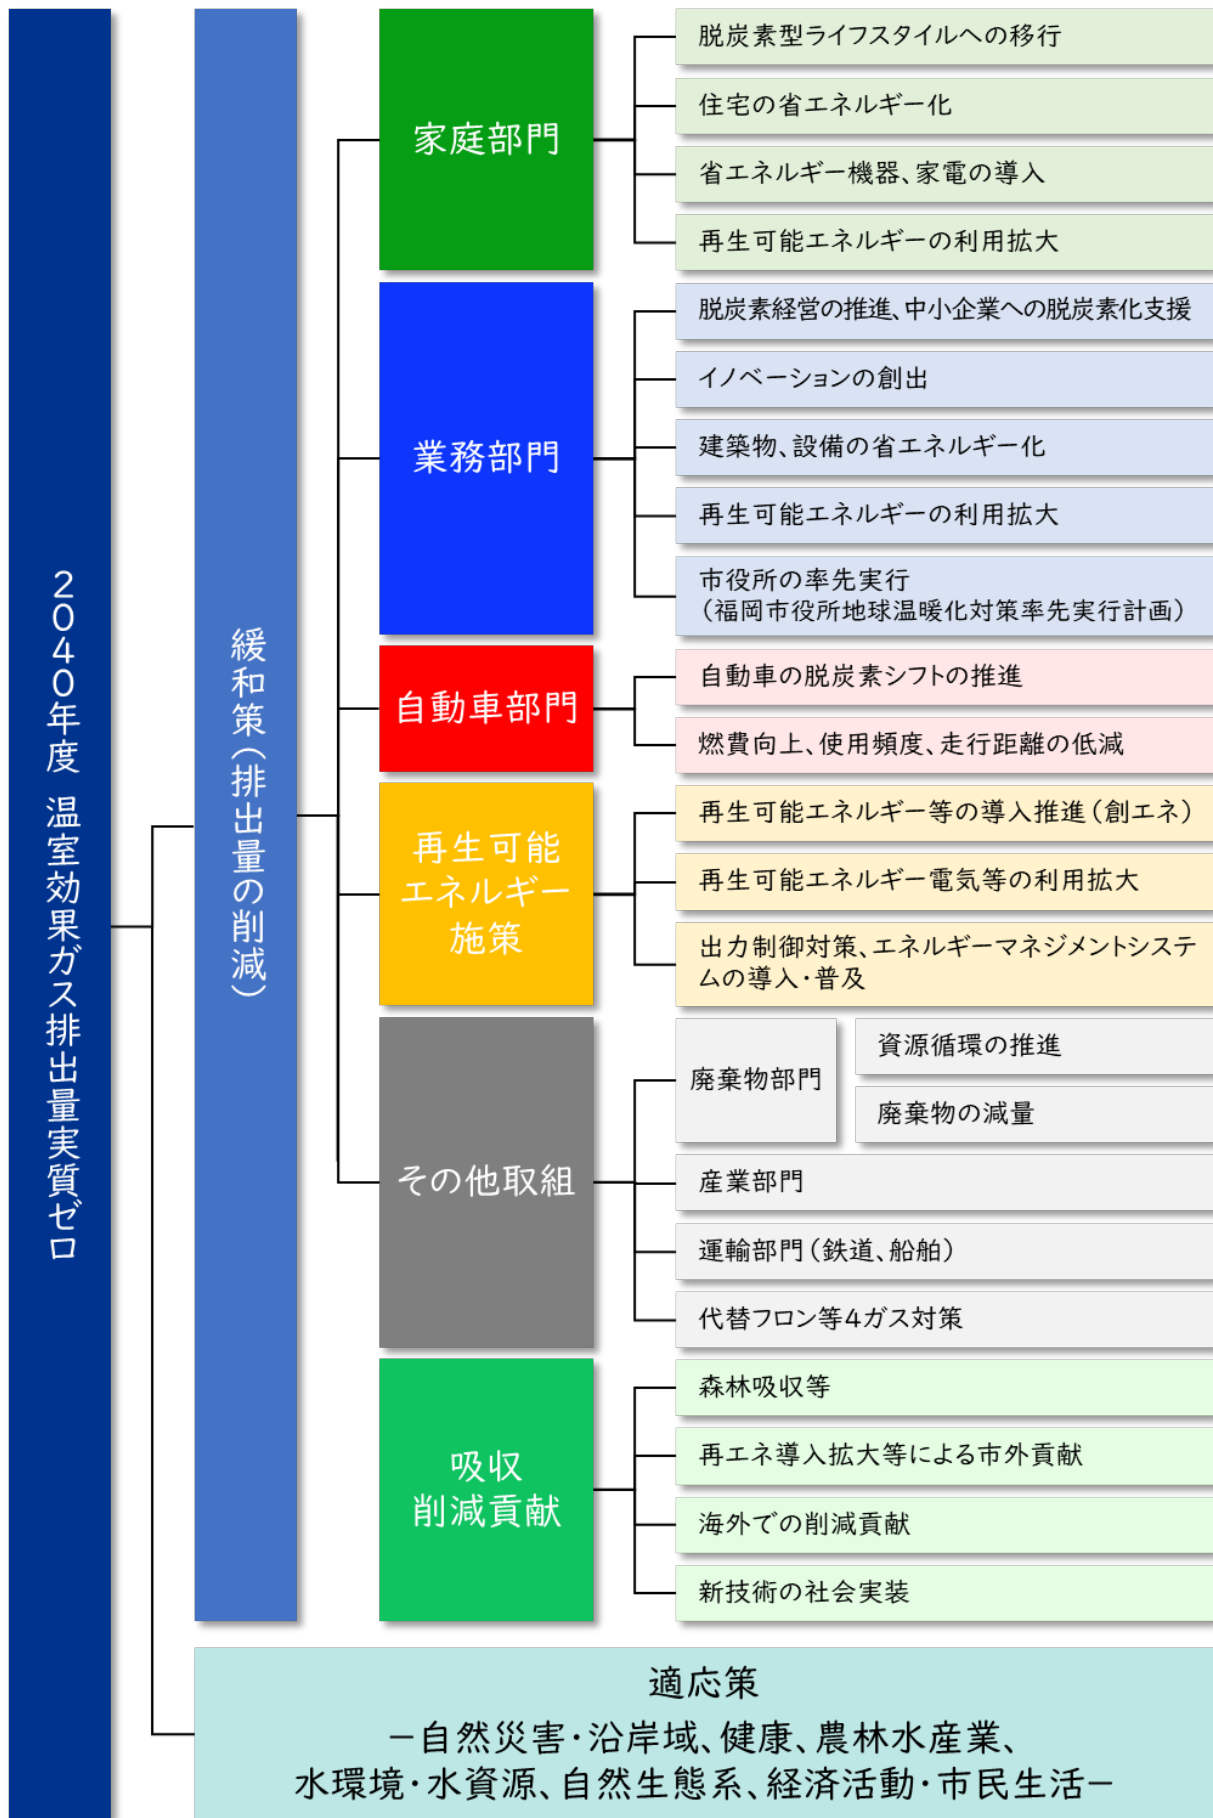 2040年度 温室効果ガス排出量実質ゼロ
緩和策（排出量の削減）
家庭部門
脱炭素型ライフスタイルへの移行
住宅の省エネルギー化
省エネルギー機器、家電の導入
再生可能エネルギーの利用拡大
業務部門
脱炭素経営の推進、中小企業への脱炭素化支援
イノベーションの創出
建築物、設備の省エネルギー化
再生可能エネルギーの利用拡大
市役所の率先実行
（福岡市役所地球温暖化対策率先実行計画）
自動車部門
自動車の脱炭素シフトの推進
燃費向上、使用頻度、走行距離の低減
再生可能
エネルギー
施策
再生可能エネルギー等の導入推進（創エネ）
再生可能エネルギー電気等の利用拡大
出力制御対策、エネルギーマネジメントシステ
ムの導入・普及
その他取組
廃棄物部門
資源循環の推進
廃棄物の減量
産業部門
運輸部門（鉄道、船舶）
代替フロン等4ガス対策
吸収
削減貢献
森林吸収等
再エネ導入拡大等による市外貢献
海外での削減貢献
新技術の社会実装
適応策
－自然災害・沿岸域、健康、農林水産業、
水環境・水資源、自然生態系、経済活動・市民生活－